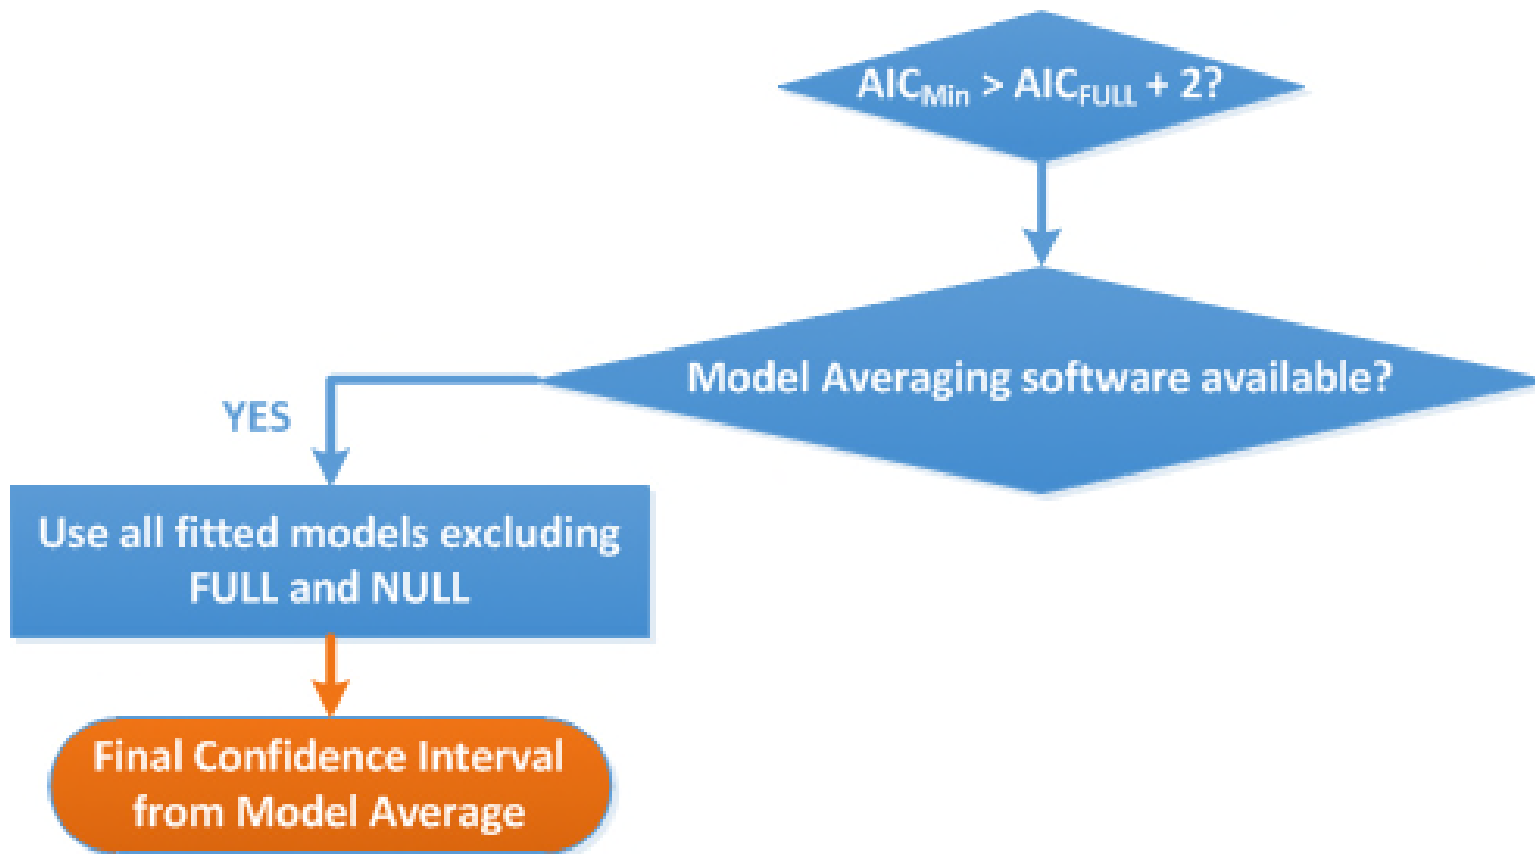 AICMin > AICFULL + 2?
Model Averaging software available?
YES
Use all fitted models excluding
FULL and NULL
Final Confidence Interval
from Model Average